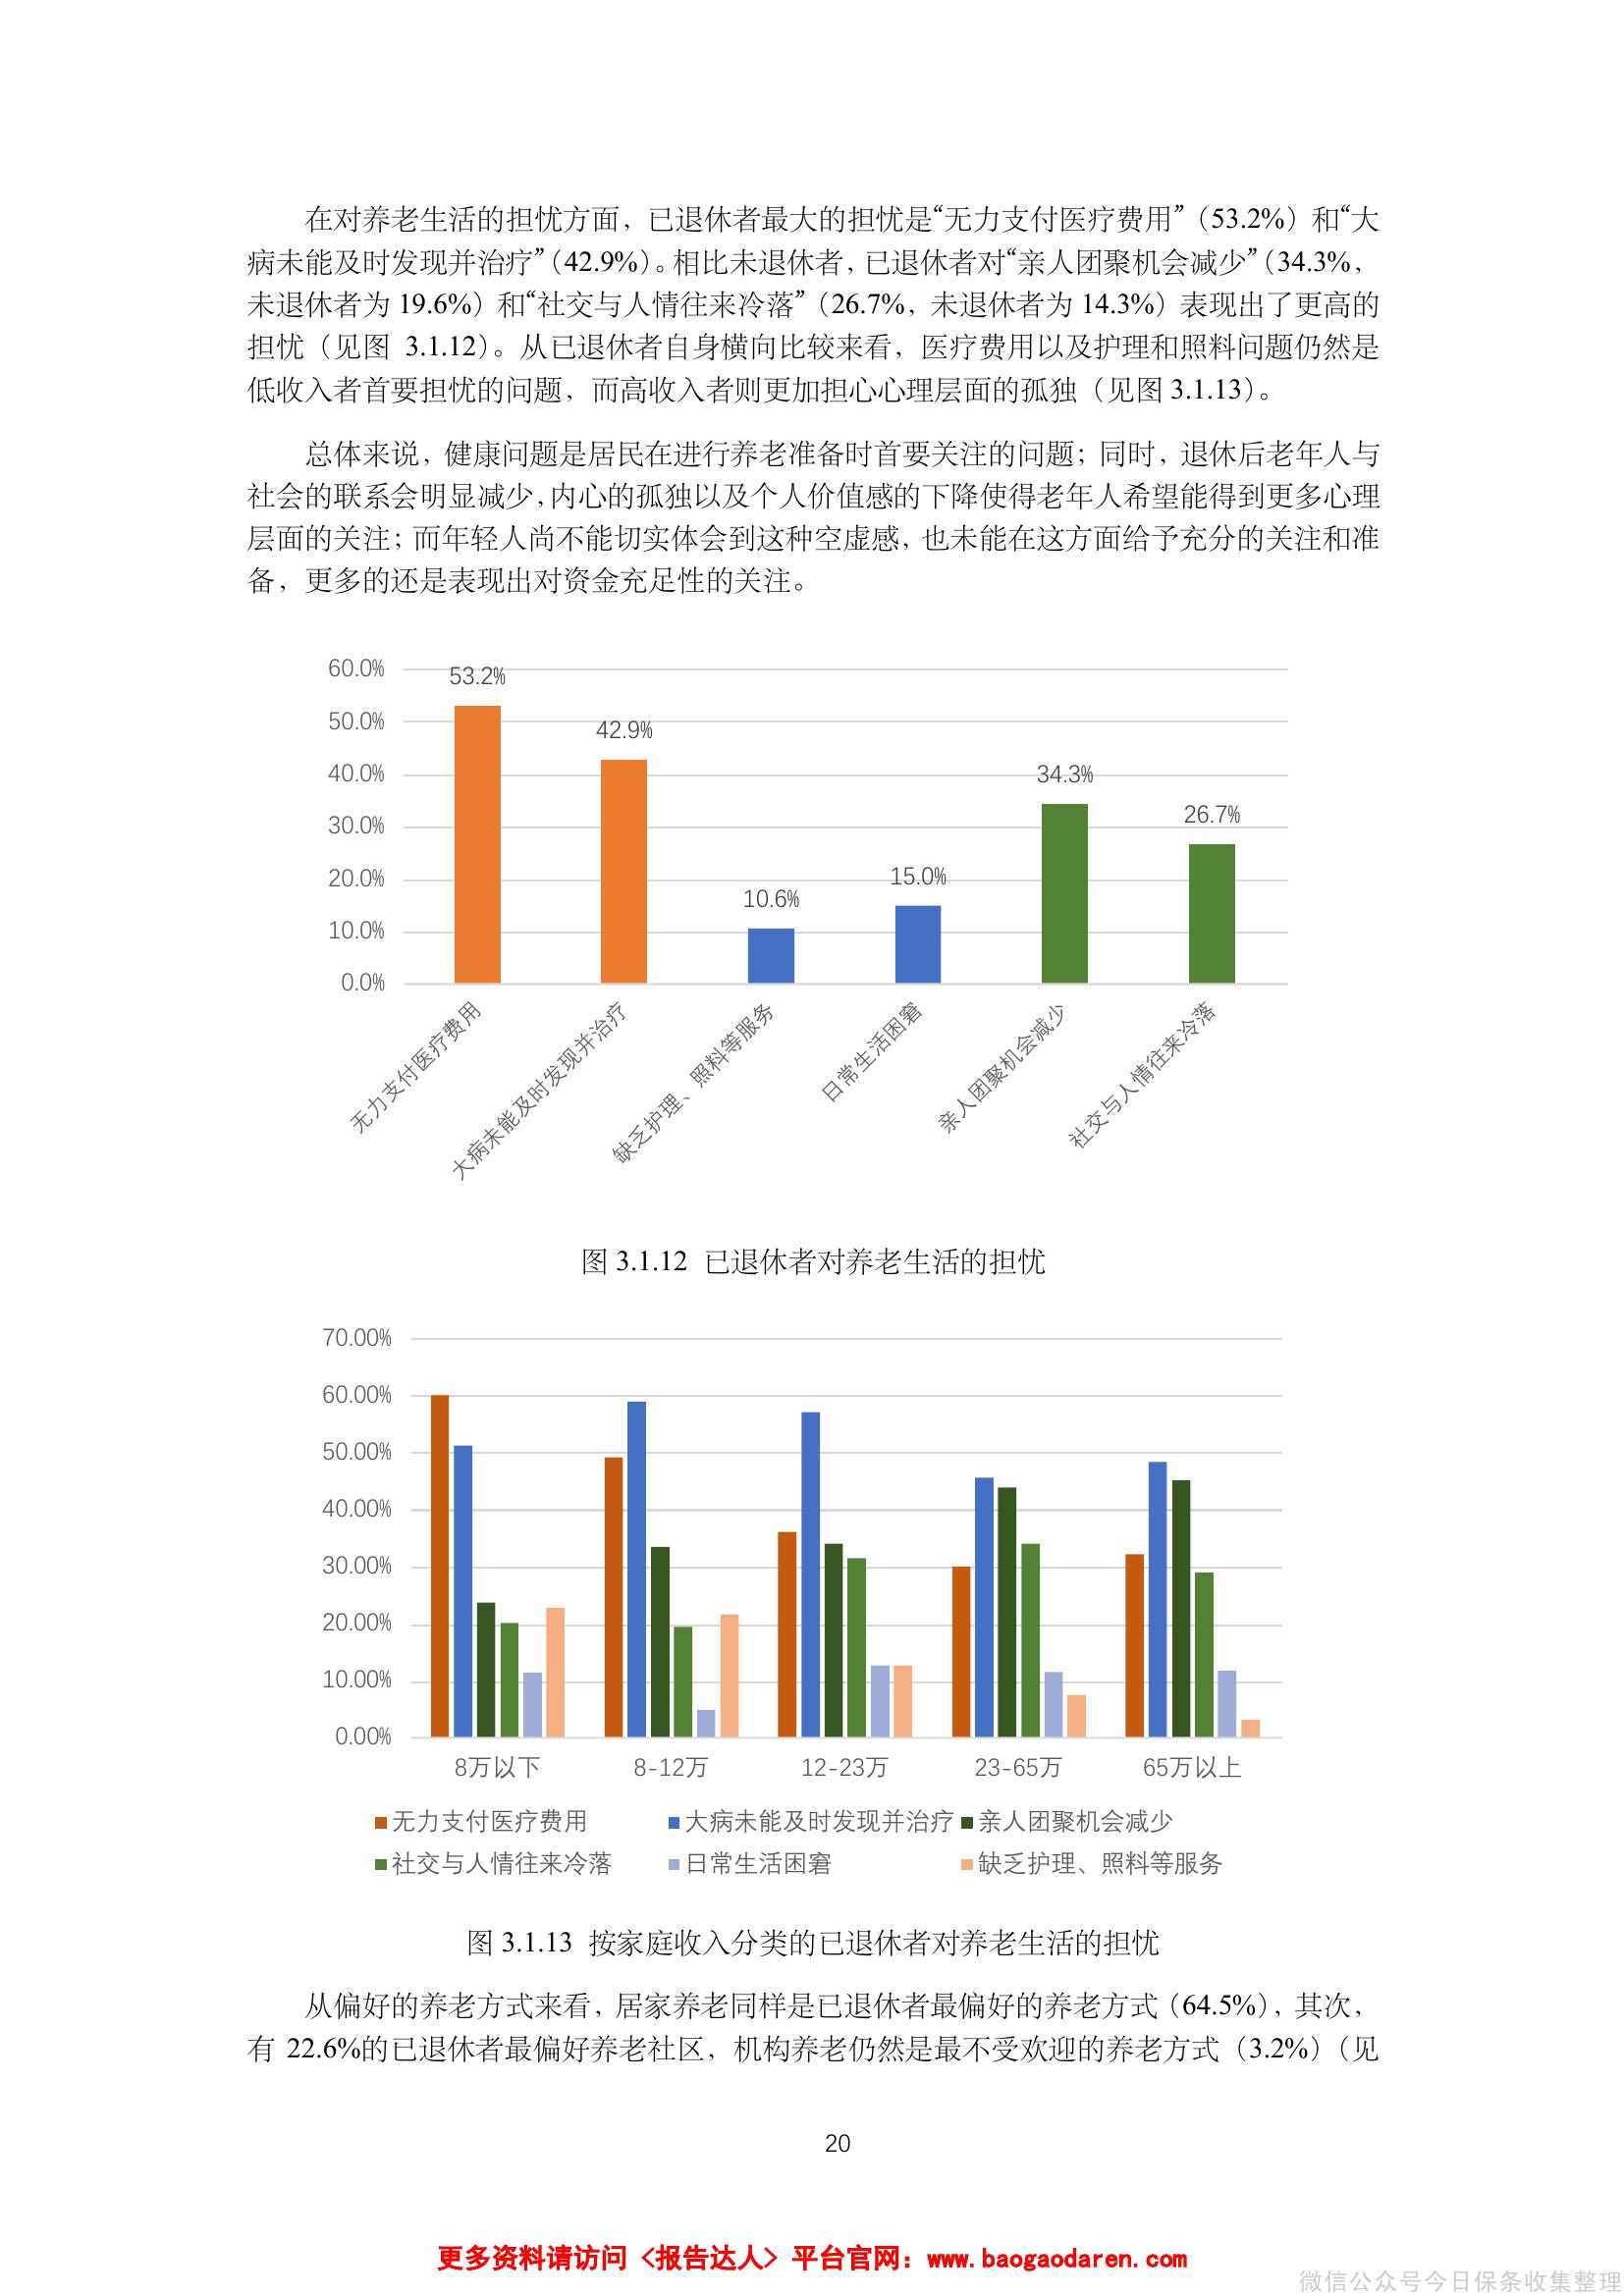 在对养老生活的担忧方面，已退休者最大的担忧是“无力支付医疗费用”（53.2%）和“大
病未能及时发现并治疗”（42.9%）。相比未退休者，已退休者对“亲人团聚机会减少”（34.3%，
未退休者为 19.6%）和“社交与人情往来冷落”（26.7%，未退休者为 14.3%）表现出了更高的
担忧（见图 3.1.12）。从已退休者自身横向比较来看，医疗费用以及护理和照料问题仍然是
低收入者首要担忧的问题，而高收入者则更加担心心理层面的孤独（见图 3.1.13）。
总体来说，健康问题是居民在进行养老准备时首要关注的问题；同时，退休后老年人与
社会的联系会明显减少，内心的孤独以及个人价值感的下降使得老年人希望能得到更多心理
层面的关注；而年轻人尚不能切实体会到这种空虚感，也未能在这方面给予充分的关注和准
备，更多的还是表现出对资金充足性的关注。
60.0%
50.0%
40.0%
30.0%
20.0%
10.0%
0.0%
53.2%
42.9%
10.6%
15.0%
34.3%
26.7%
无力支付医疗费用
大病未能及时发现并治疗
缺乏护理、照料等服务
日常生活困窘
亲人团聚机会减少
社交与人情往来冷落
图 3.1.12 已退休者对养老生活的担忧
70.00%
60.00%
50.00%
40.00%
30.00%
20.00%
10.00%
0.00%
8万以下 8-12万 12-23万 23-65万 65万以上
无力支付医疗费用 大病未能及时发现并治疗 亲人团聚机会减少
社交与人情往来冷落 日常生活困窘 缺乏护理、照料等服务
图 3.1.13 按家庭收入分类的已退休者对养老生活的担忧
从偏好的养老方式来看，居家养老同样是已退休者最偏好的养老方式（64.5%），其次，
有 22.6%的已退休者最偏好养老社区，机构养老仍然是最不受欢迎的养老方式（3.2%）（见
20
更多资料请访问《报告达人》平台官网：www.baogaodaren.com
微信公众号今日保条收集整理